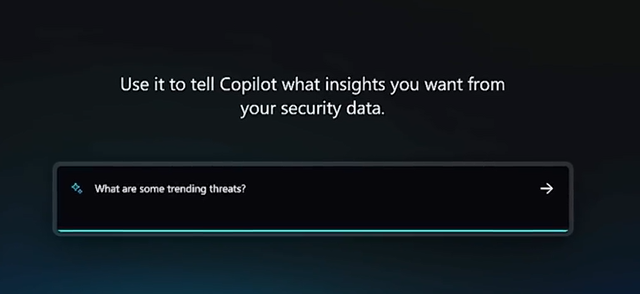 Use it to tell Copilot what insights you want from
your security data.
What are some trending threats?